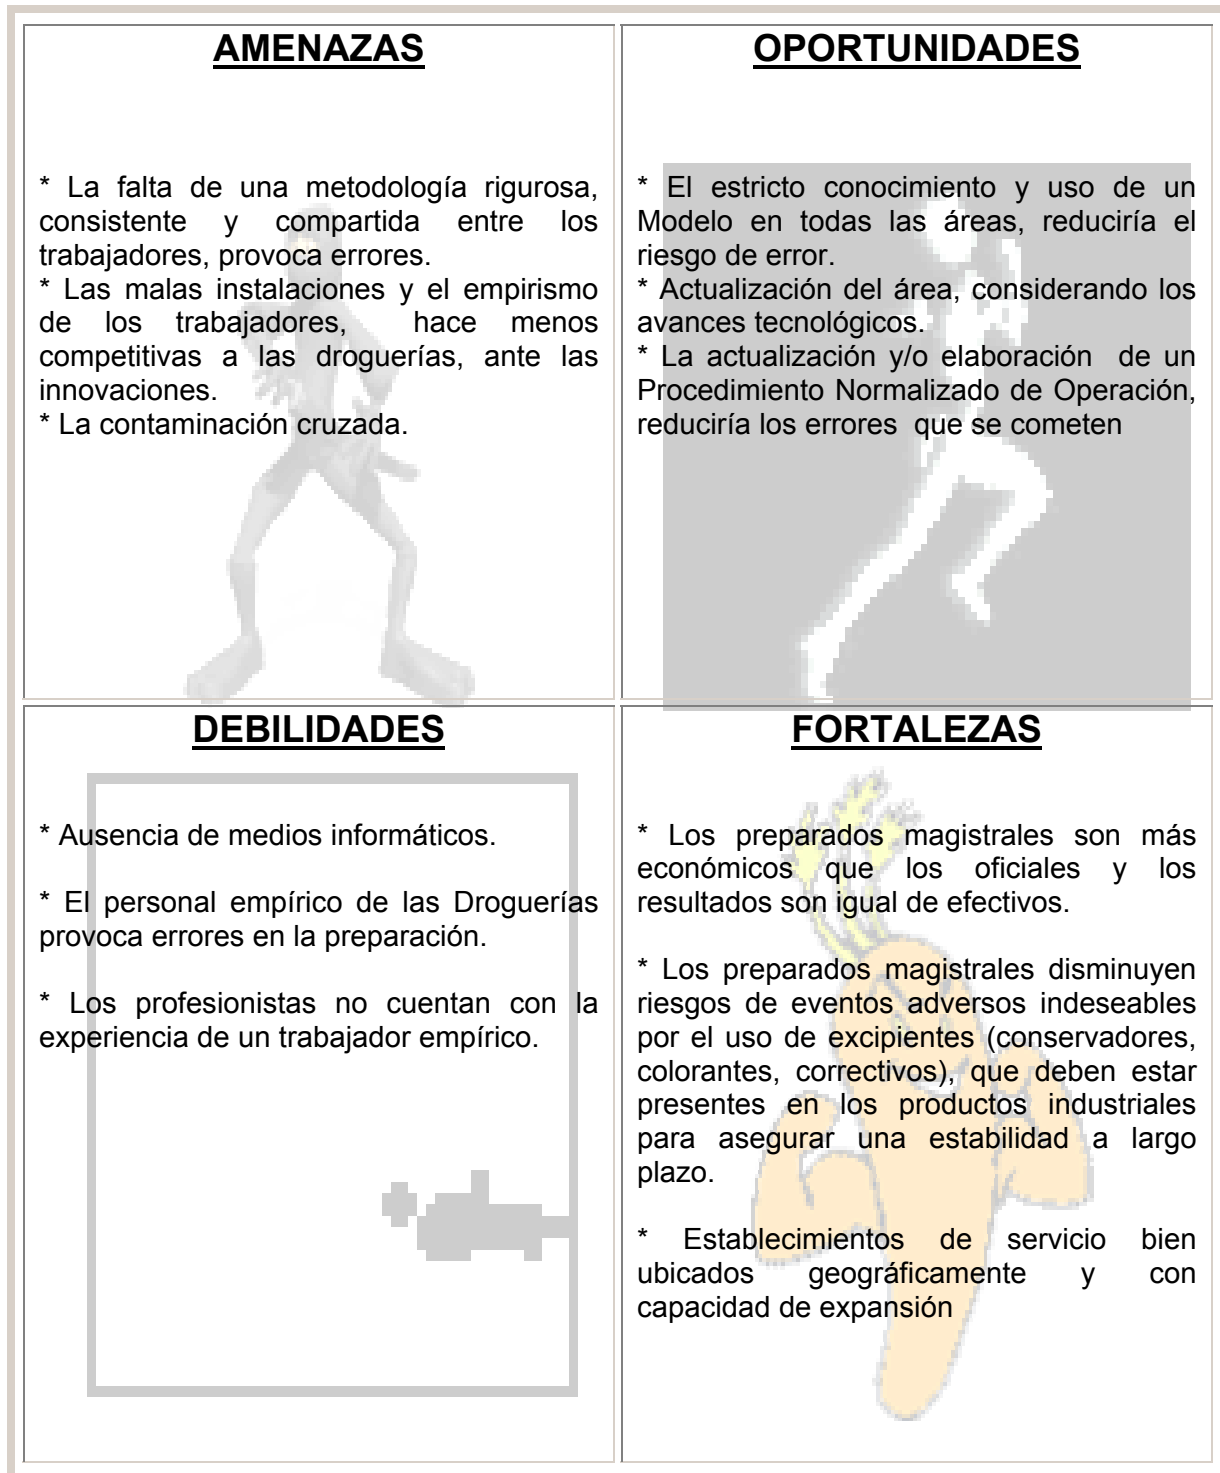 AMENAZAS
* La falta de una metodología rigurosa,
consistente y compartida entre los
trabajadores, provoca errores.
* Las malas instalaciones y el empirismo
de los trabajadores, hace menos
competitivas a las droguerías, ante las
innovaciones.
* La contaminación cruzada.
OPORTUNIDADES
* El estricto conocimiento y uso de un
Modelo en todas las áreas, reduciría el
riesgo de error.
* Actualización del área, considerando los
avances tecnológicos.
* La actualización y/o elaboración de un
Procedimiento Normalizado de Operación,
reduciría los errores que se cometen
DEBILIDADES
* Ausencia de medios informáticos.
* El personal empírico de las Droguerías
provoca errores en la preparación.
* Los profesionistas no cuentan con la
experiencia de un trabajador empírico.
FORTALEZAS
* Los preparados magistrales son más
económicos que los oficiales y los
resultados son igual de efectivos.
* Los preparados magistrales disminuyen
riesgos de eventos adversos indeseables
por el uso de excipientes (conservadores,
colorantes, correctivos), que deben estar
presentes en los productos industriales
para asegurar una estabilidad a largo
plazo.
* Establecimientos de servicio bien
ubicados geográficamente y con
capacidad de expansión